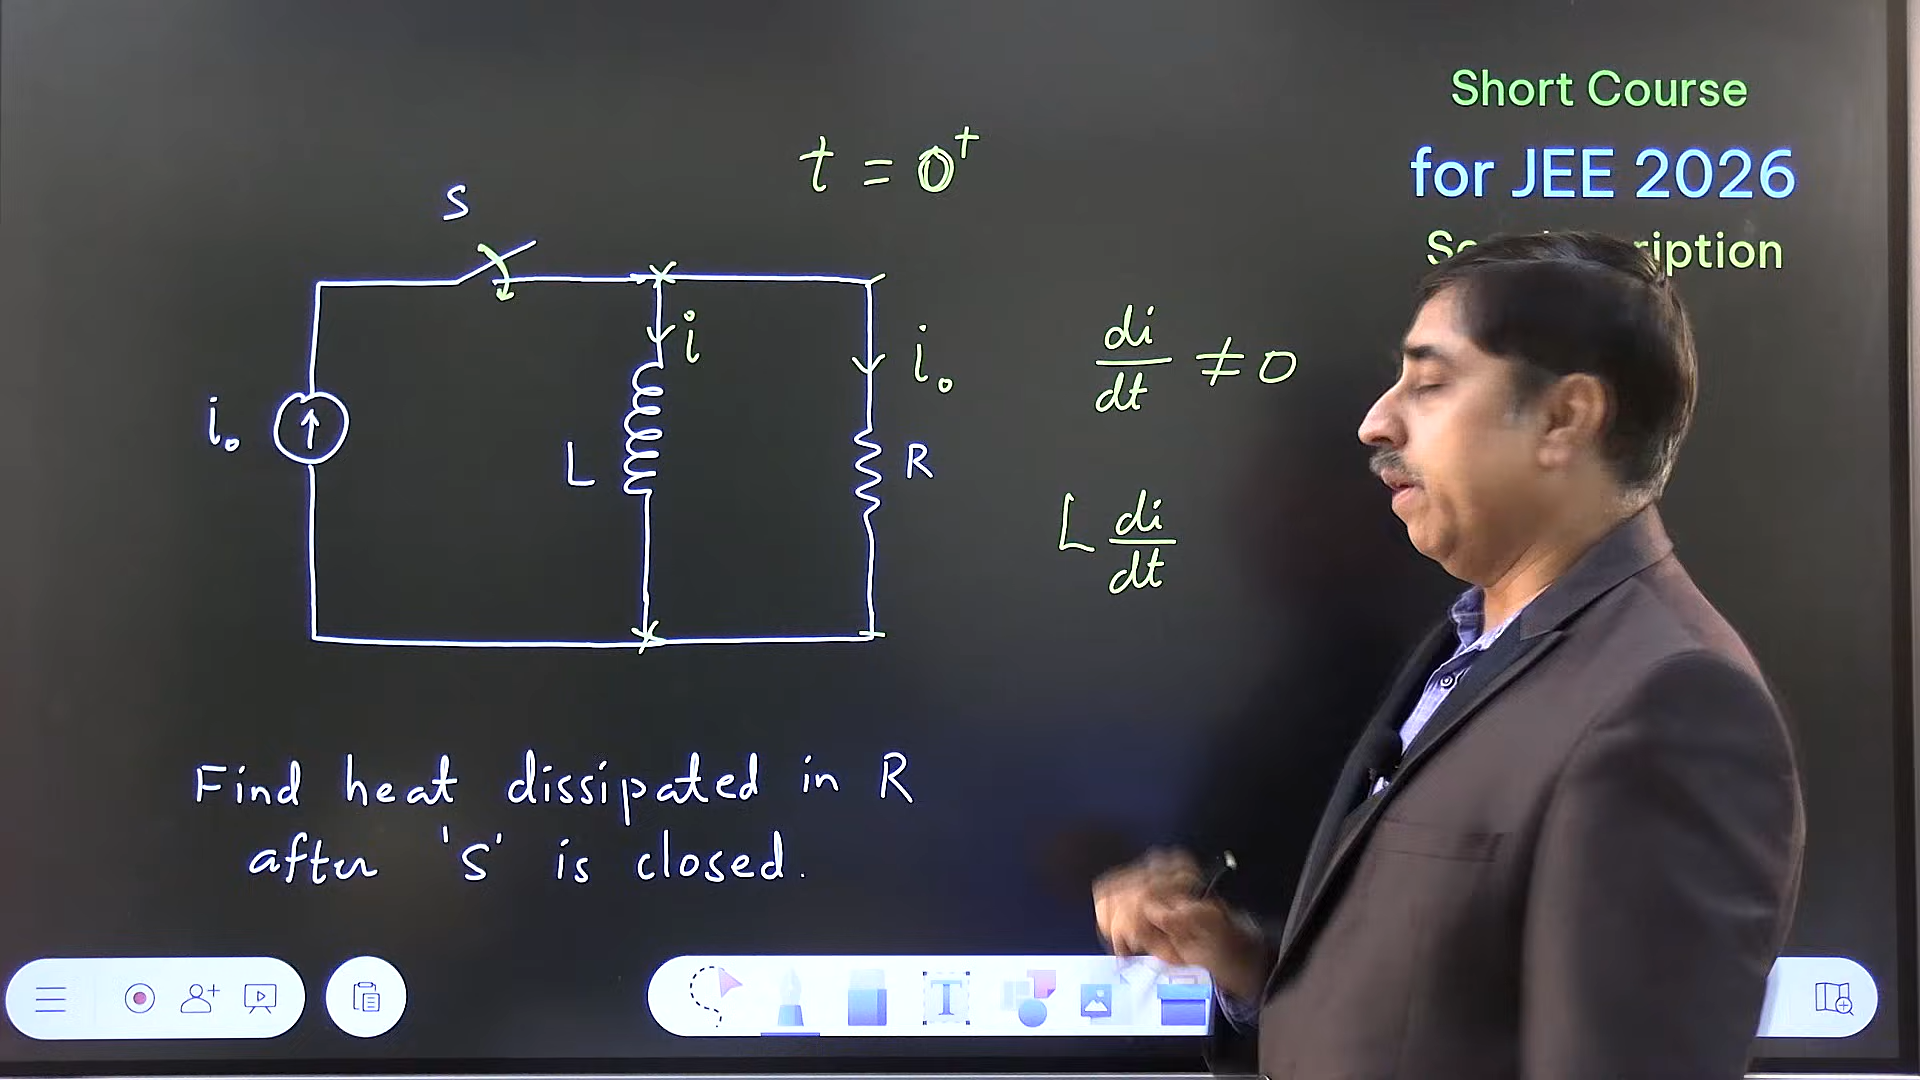 Short Course
for JEE 2026
t = 0⁺
S
i
i₀
di/dt ≠ 0
i₀
L
R
L di/dt
Find heat dissipated in R
after 's' is closed.
T